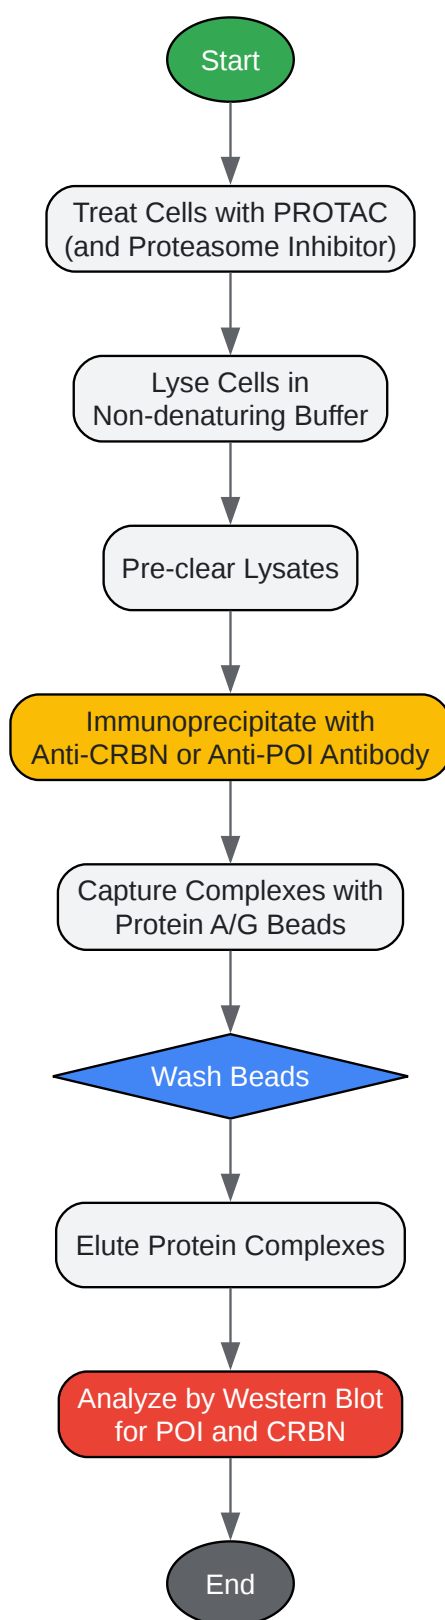 Start
Treat Cells with PROTAC
(and Proteasome Inhibitor)
Lyse Cells in
Non-denaturing Buffer
Pre-clear Lysates
Immunoprecipitate with
Anti-CRBN or Anti-POI Antibody
Capture Complexes with
Protein A/G Beads
Wash Beads
Elute Protein Complexes
Analyze by Western Blot
for POI and CRBN
End